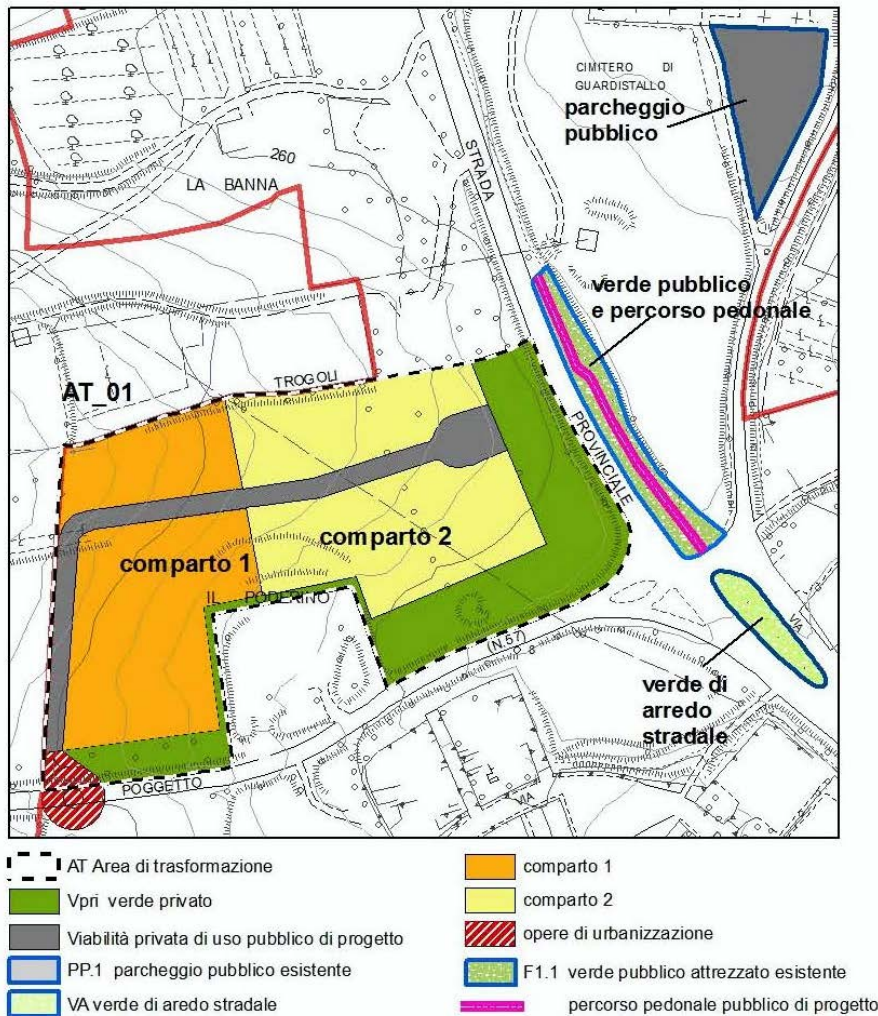 CIMITERO DI
GUARDISTALLO
parcheggio
pubblico
260
LA BANNA
STRADA
verde pubblico
e percorso pedonale
TROGOLI
AT_01
PROVINCIALE
comparto 2
comparto 1
IL PODERINO
(N.57)
VIA
verde di
arredo
stradale
POGGETTO
VIA
AT Area di trasformazione
Vpri verde privato
Viabilità privata di uso pubblico di progetto
PP.1 parcheggio pubblico esistente
VA verde di aredo stradale
comparto 1
comparto 2
opere di urbanizzazione
F1.1 verde pubblico attrezzato esistente
percorso pedonale pubblico di progetto